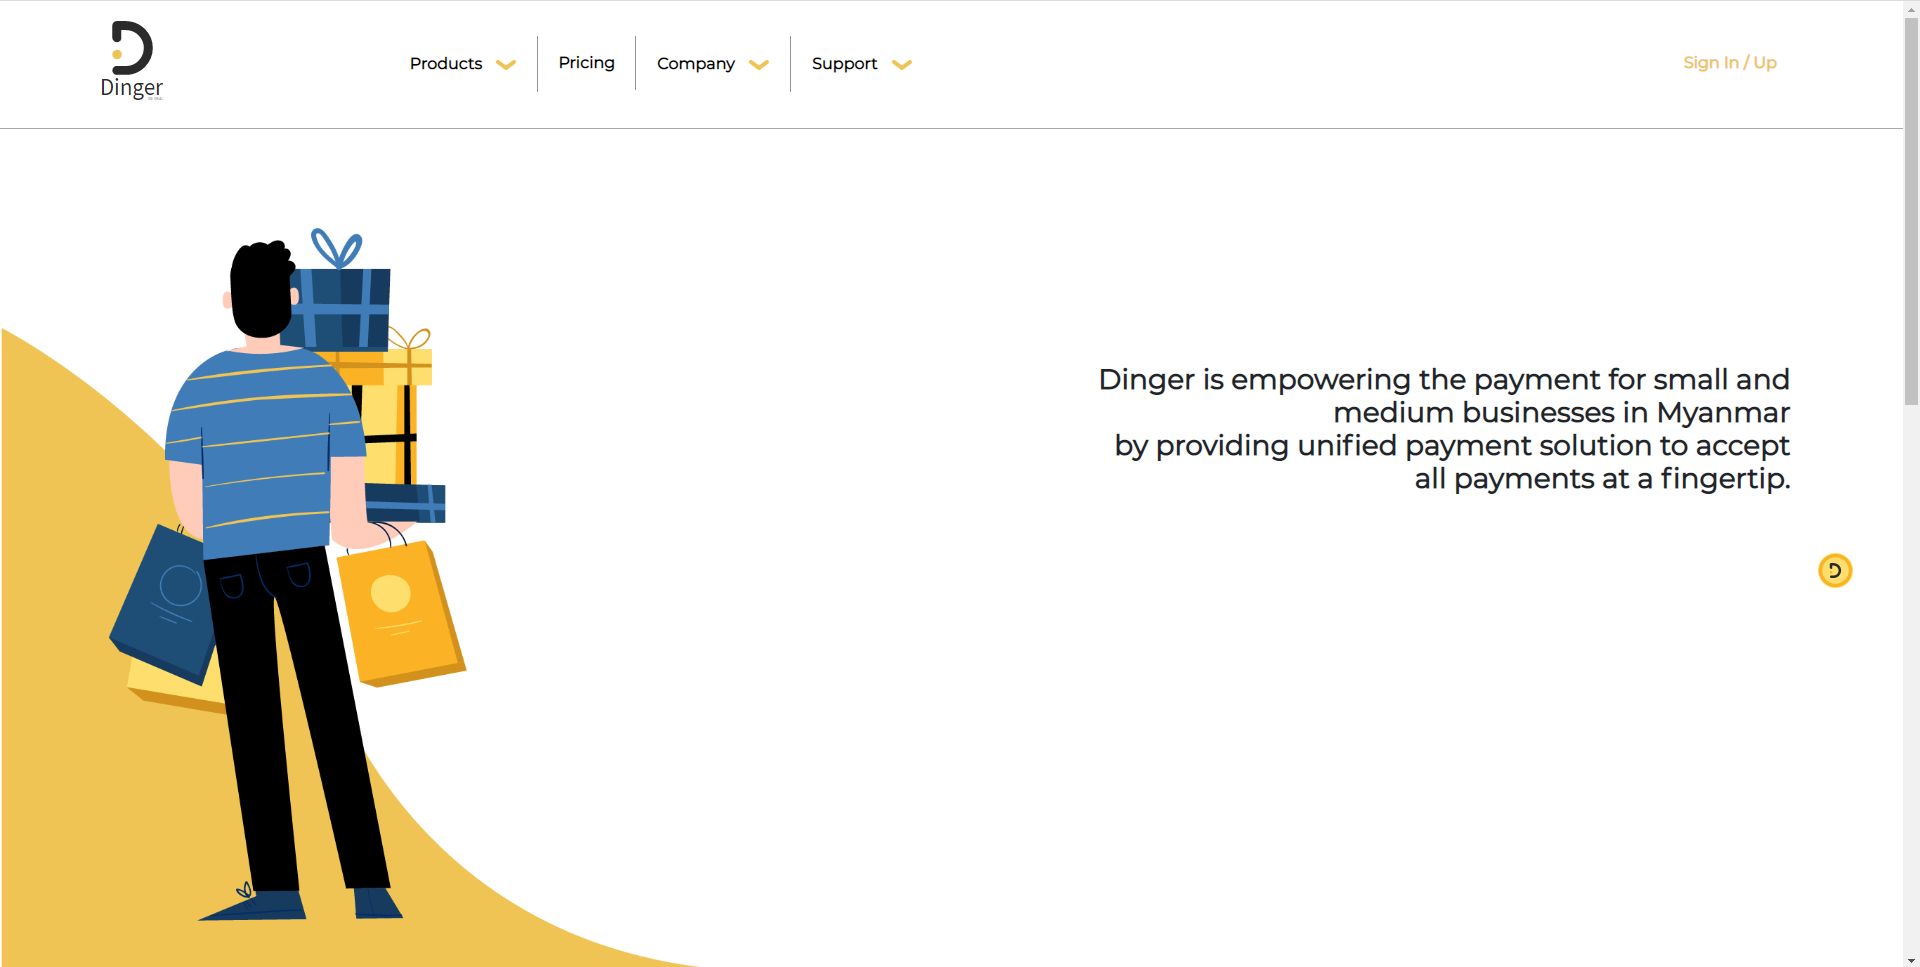 Dinger
Products
Pricing
Company
Support
Sign In / Up
Dinger is empowering the payment for small and
medium businesses in Myanmar
by providing unified payment solution to accept
all payments at a fingertip.